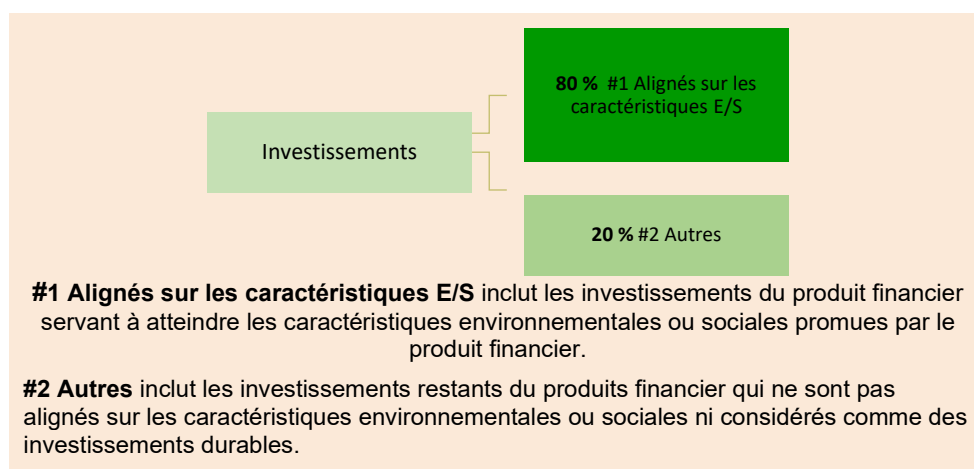 80 % #1 Alignés sur les
caractéristiques E/S
Investissements
20 % #2 Autres
#1 Alignés sur les caractéristiques E/S inclut les investissements du produit financier
servant à atteindre les caractéristiques environnementales ou sociales promues par le
produit financier.
#2 Autres inclut les investissements restants du produits financier qui ne sont pas
alignés sur les caractéristiques environnementales ou sociales ni considérés comme des
investissements durables.